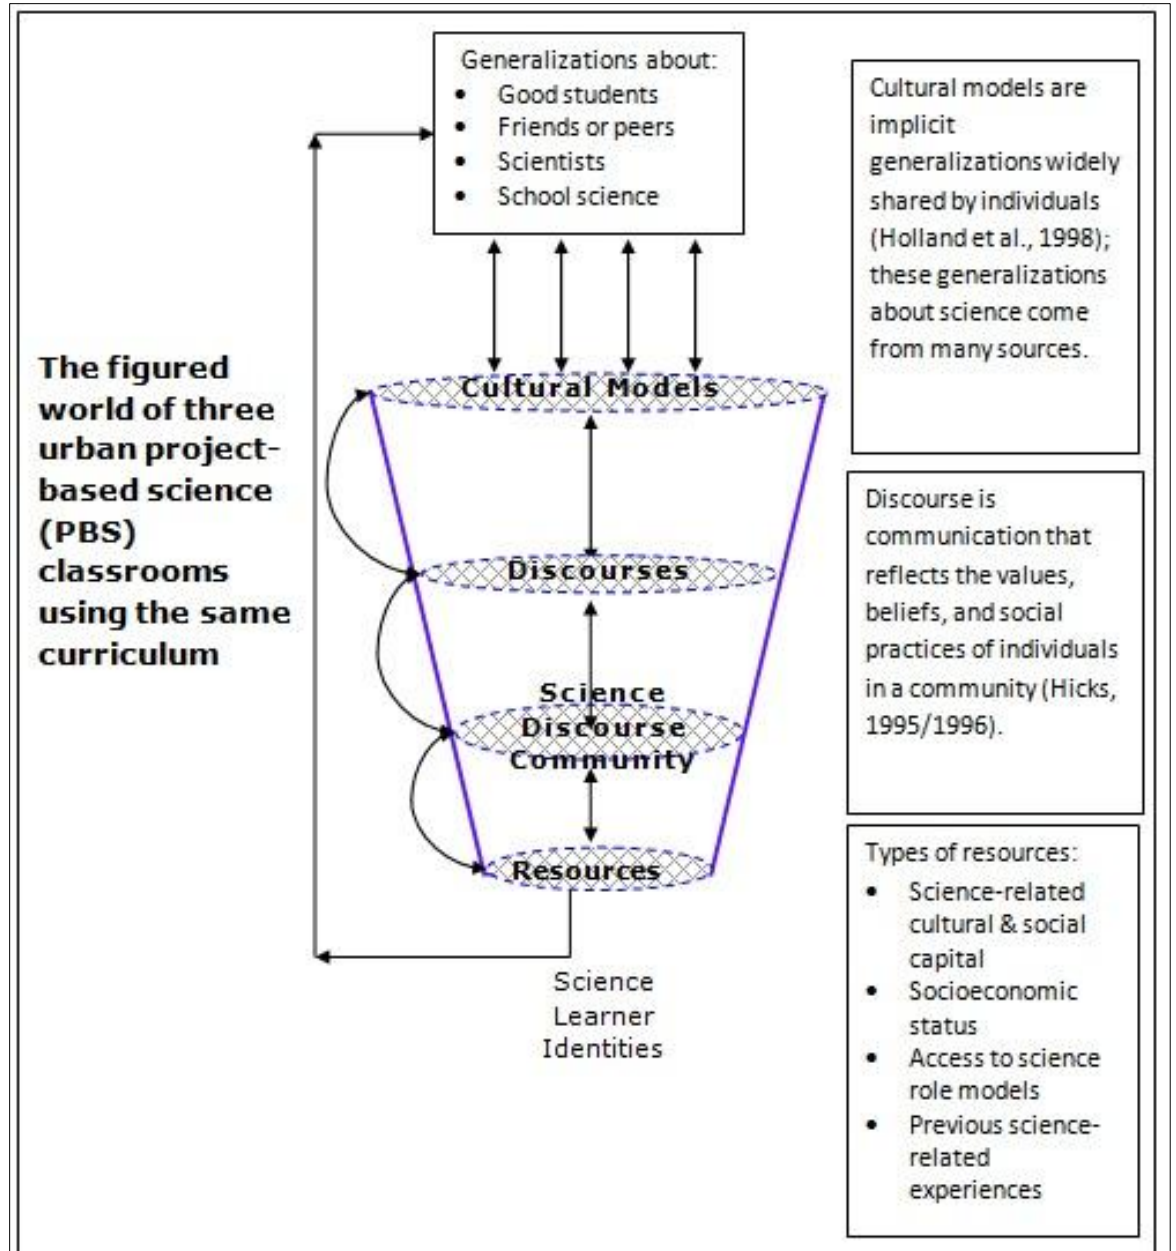 Generalizations about:
• Good students
• Friends or peers
• Scientists
• School science
Cultural models are
implicit
generalizations widely
shared by individuals
(Holland et al., 1998);
these generalizations
about science come
from many sources.
The figured
world of three
urban project-
based science
(PBS)
classrooms
using the same
curriculum
Cultural Models
Discourses
Science
Discourse
Community
Resources
Science
Learner
Identities
Discourse is
communication that
reflects the values,
beliefs, and social
practices of individuals
in a community (Hicks,
1995/1996).
Types of resources:
• Science-related
cultural & social
capital
• Socioeconomic
status
• Access to science
role models
• Previous science-
related
experiences